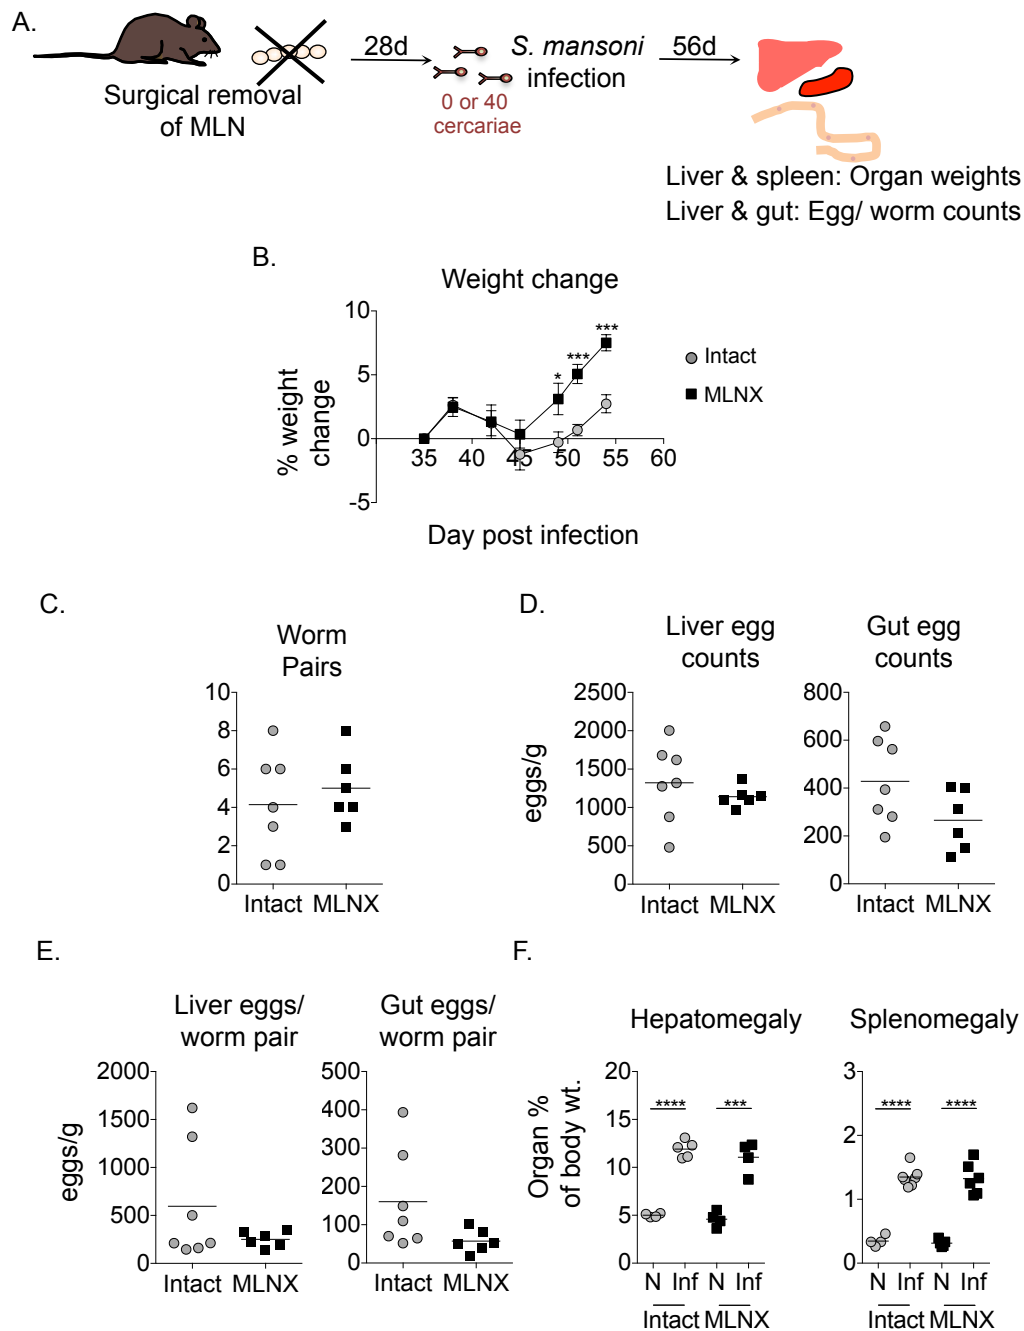 A.
28d
S. mansoni
infection
56d
Surgical removal
of MLN
0 or 40
cercariae
Liver & spleen: Organ weights
Liver & gut: Egg/ worm counts
B.
Weight change
% weight
change
10
5
0
-5
35 40 45 50 55 60
* *** ***
Intact
MLNX
Day post infection
C.
Worm
Pairs
10
8
6
4
2
0
Intact MLNX
D.
Liver egg
counts
eggs/g
2500
2000
1500
1000
500
0
Intact MLNX
Gut egg
counts
800
600
400
200
0
Intact MLNX
E.
Liver eggs/
worm pair
eggs/g
2000
1500
1000
500
0
Intact MLNX
Gut eggs/
worm pair
500
400
300
200
100
0
Intact MLNX
F.
Hepatomegaly
Organ %
of body wt.
20
15
10
5
0
**** ***
N Inf N Inf
Intact MLNX
Splenomegaly
3
2
1
0
**** ****
N Inf N Inf
Intact MLNX